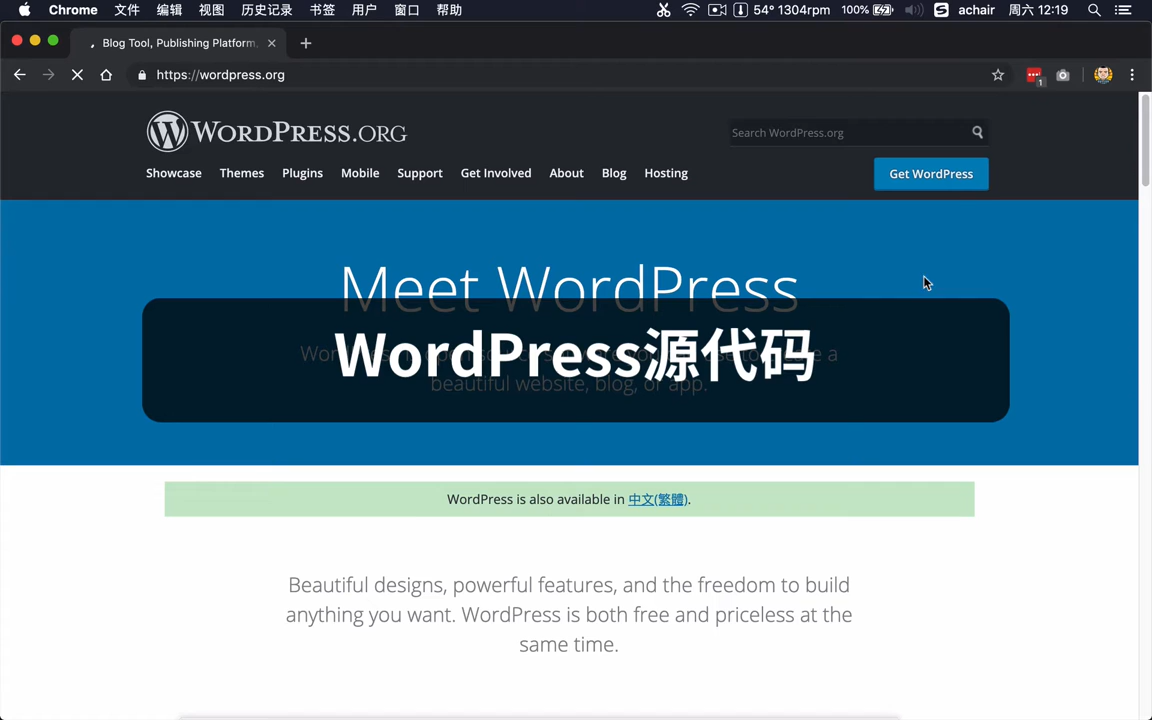 Chrome 文件 编辑 视图 历史记录 书签 用户 窗口 帮助 54° 1304rpm 100% achair 周六 12:19
Blog Tool, Publishing Platform,
https://wordpress.org
1
WORDPRESS.ORG
Search WordPress.org
Showcase Themes Plugins Mobile Support Get Involved About Blog Hosting
Get WordPress
Meet WordPress
WordPress源代码
beautiful website, blog, or app.
WordPress is also available in 中文(繁體).
Beautiful designs, powerful features, and the freedom to build
anything you want. WordPress is both free and priceless at the
same time.